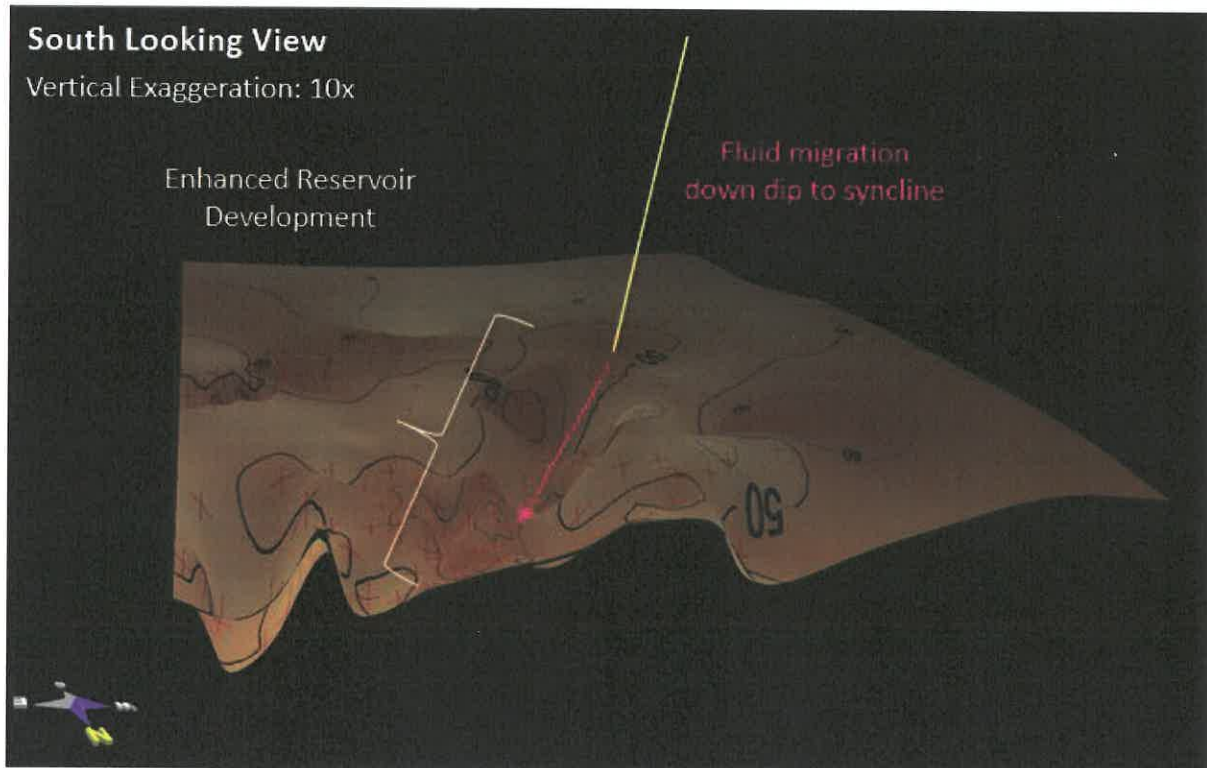 South Looking View
Vertical Exaggeration: 10x
Fluid migration
down dip to syncline
Enhanced Reservoir
Development
50
N